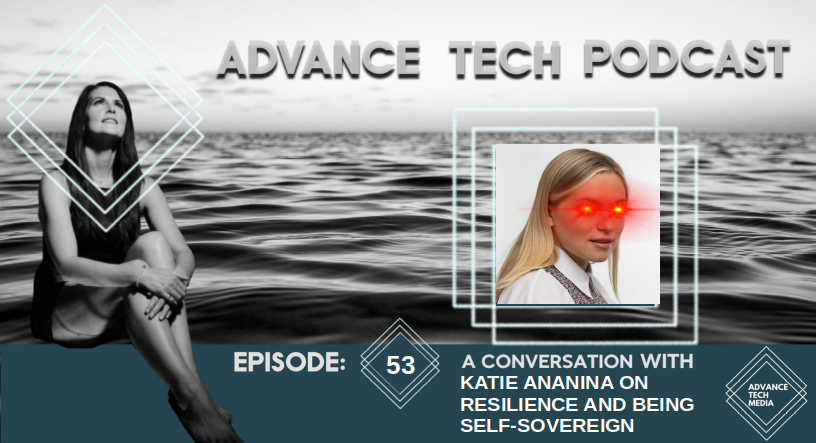 ADVANCE TECH PODCAST
EPISODE:
53
A CONVERSATION WITH
KATIE ANANINA ON
RESILIENCE AND BEING
SELF-SOVEREIGN
ADVANCE
TECH
MEDIA